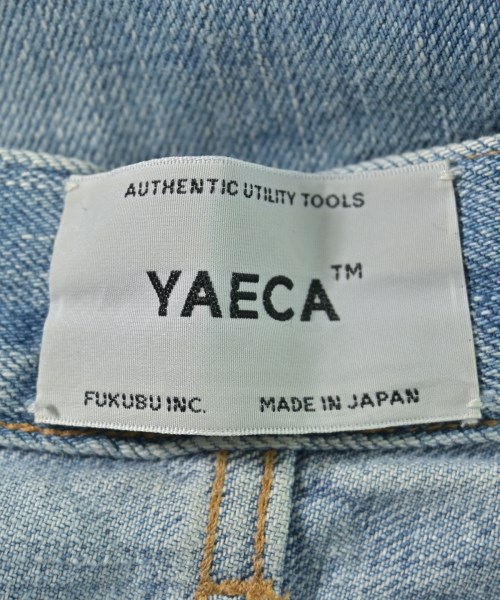 AUTHENTIC UTILITY TOOLS
YAECA™
FUKUBU INC. MADE IN JAPAN